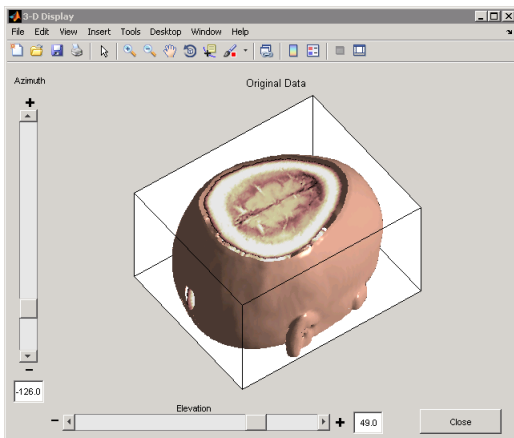 3-D Display
File Edit View Insert Tools Desktop Window Help
Azimuth
Original Data
+
−
-126.0
Elevation
− + 49.0 Close